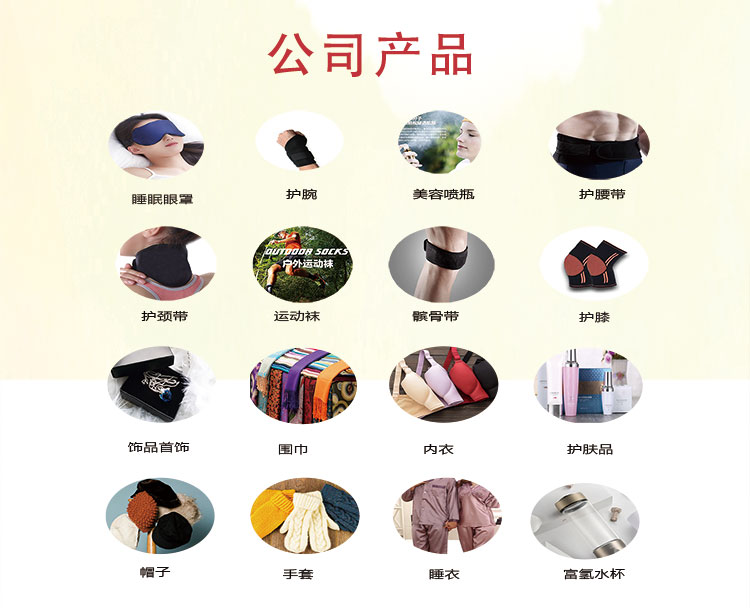 公司产品
睡眠眼罩
护腕
美容喷瓶
护腰带
OUTDOOR SOCKS
户外运动袜
护颈带
运动袜
髌骨带
护膝
饰品首饰
围巾
内衣
护肤品
帽子
手套
睡衣
富氢水杯